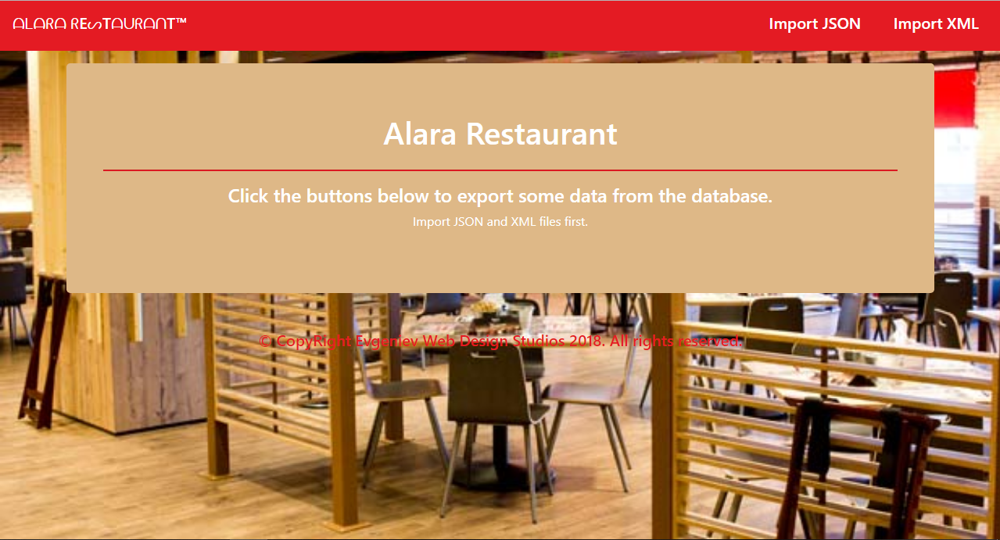 ALARA RESTAURANT™
Import JSON
Import XML
Alara Restaurant
Click the buttons below to export some data from the database.
Import JSON and XML files first.
© CopyRight Evgeniev Web Design Studios 2018. All rights reserved.